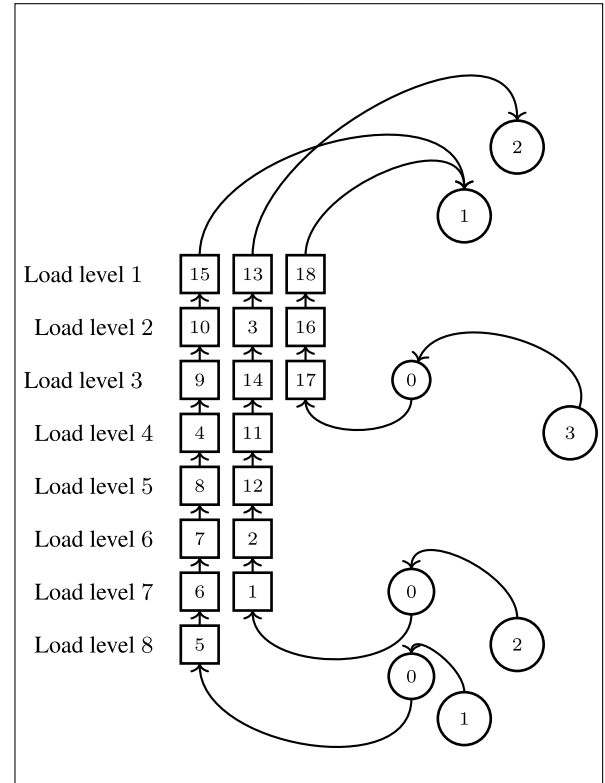 2
1
Load level 1 15 13 18
Load level 2 10 3 16
Load level 3 9 14 17 0
Load level 4 4 11 3
Load level 5 8 12
Load level 6 7 2
Load level 7 6 1 0
Load level 8 5 2
0
1